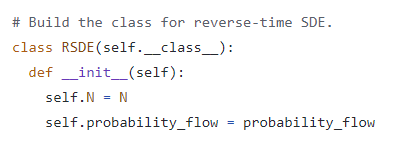 # Build the class for reverse-time SDE.
class RSDE(self.__class__):
  def __init__(self):
    self.N = N
    self.probability_flow = probability_flow